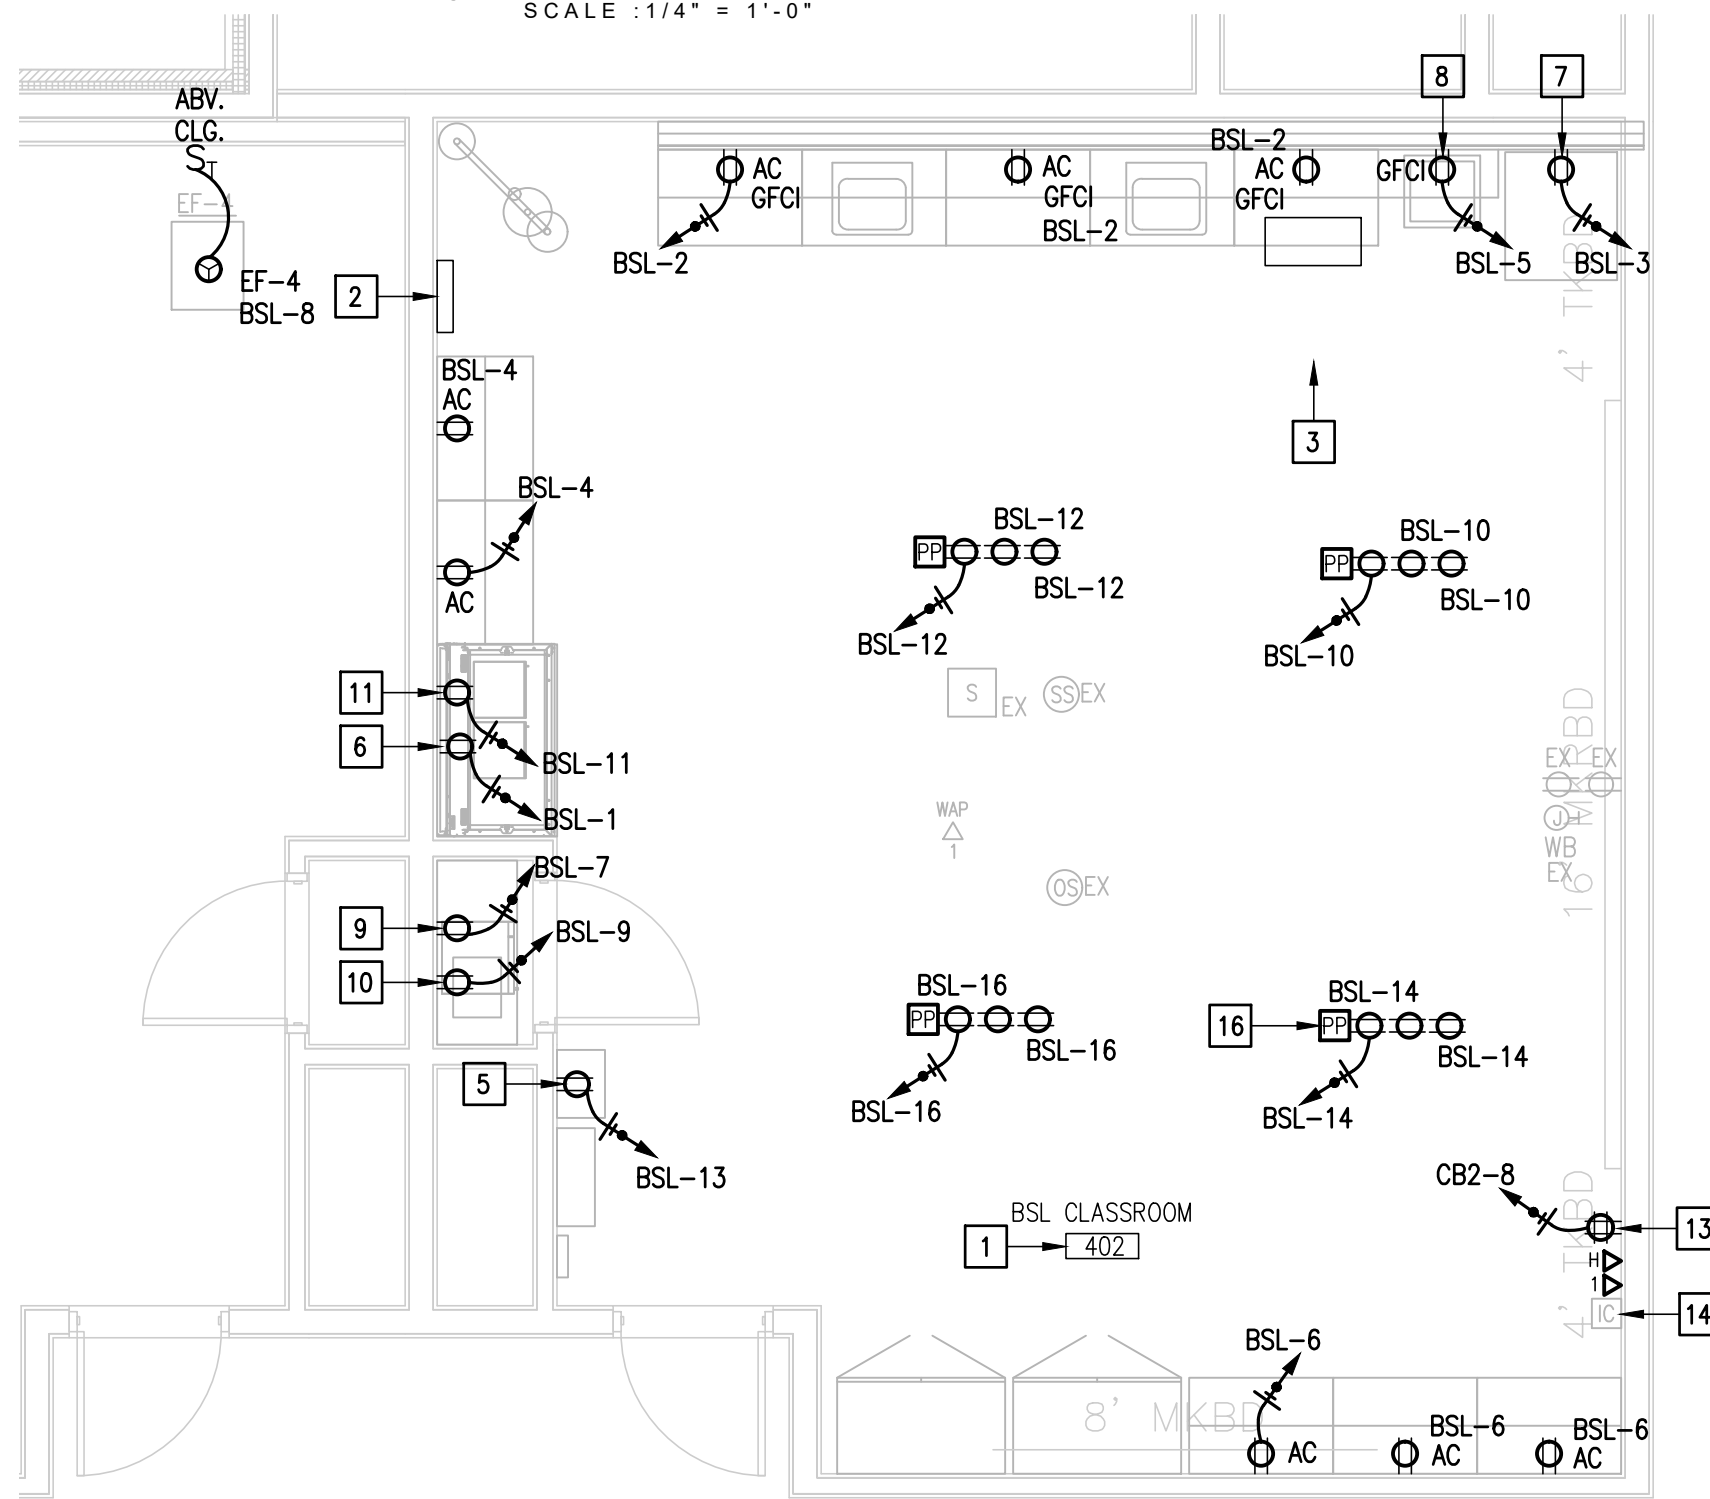 SCALE :1/4" = 1'-0"
ABV.
CLG.
ST
EF-4
EF-4
BSL-8
2
8
7
BSL-2
AC
GFCI
AC
GFCI
AC
GFCI
GFCI
BSL-2
BSL-2
BSL-5
BSL-3
4' TKBD
3
BSL-4
AC
BSL-4
AC
BSL-12
PP
BSL-12
BSL-12
BSL-10
PP
BSL-10
BSL-10
11
6
BSL-11
BSL-1
S
EX
SS
EX
WAP
1
OS
EX
EX
EX
J
WB
EX
16' MKRBD
BSL-7
9
BSL-9
10
BSL-16
PP
BSL-16
BSL-16
16
BSL-14
PP
BSL-14
BSL-14
5
BSL-13
CB2-8
13
H
1
IC
14
4' TKBD
BSL CLASSROOM
1
402
BSL-6
8' MKBD
AC
BSL-6
AC
BSL-6
AC